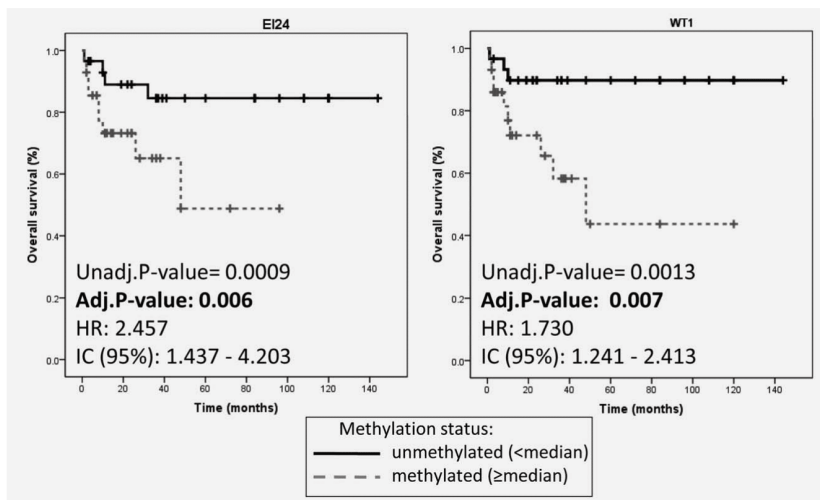 EI24
1.0
0.8
0.6
0.4
0.2
0.0
Overall survival (%)
Unadj.P-value= 0.0009
Adj.P-value: 0.006
HR: 2.457
IC (95%): 1.437 - 4.203
0 20 40 60 80 100 120 140
Time (months)
WT1
1.0
0.8
0.6
0.4
0.2
0.0
Overall survival (%)
Unadj.P-value= 0.0013
Adj.P-value: 0.007
HR: 1.730
IC (95%): 1.241 - 2.413
0 20 40 60 80 100 120 140
Time (months)
Methylation status:
unmethylated (<median)
methylated (≥median)